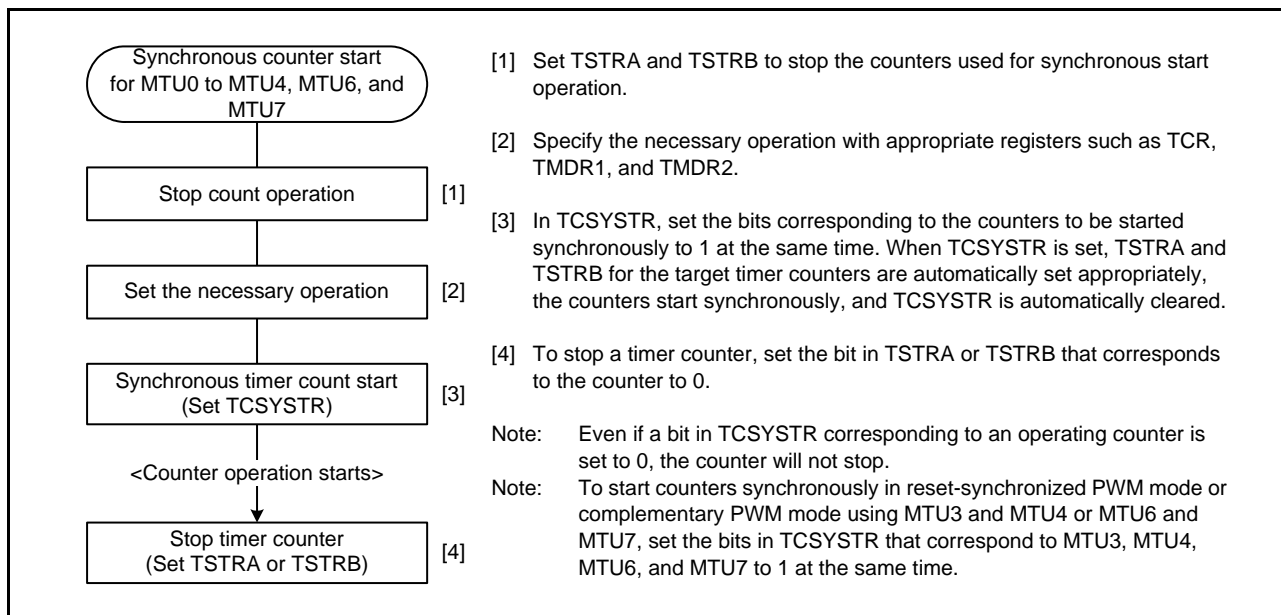 Synchronous counter start
for MTU0 to MTU4, MTU6, and
MTU7
Stop count operation
[1]
Set the necessary operation
[2]
Synchronous timer count start
(Set TCSYSTR)
[3]
<Counter operation starts>
Stop timer counter
(Set TSTRA or TSTRB)
[4]
[1] Set TSTRA and TSTRB to stop the counters used for synchronous start
operation.
[2] Specify the necessary operation with appropriate registers such as TCR,
TMDR1, and TMDR2.
[3] In TCSYSTR, set the bits corresponding to the counters to be started
synchronously to 1 at the same time. When TCSYSTR is set, TSTRA and
TSTRB for the target timer counters are automatically set appropriately,
the counters start synchronously, and TCSYSTR is automatically cleared.
[4] To stop a timer counter, set the bit in TSTRA or TSTRB that corresponds
to the counter to 0.
Note: Even if a bit in TCSYSTR corresponding to an operating counter is
set to 0, the counter will not stop.
Note: To start counters synchronously in reset-synchronized PWM mode or
complementary PWM mode using MTU3 and MTU4 or MTU6 and
MTU7, set the bits in TCSYSTR that correspond to MTU3, MTU4,
MTU6, and MTU7 to 1 at the same time.